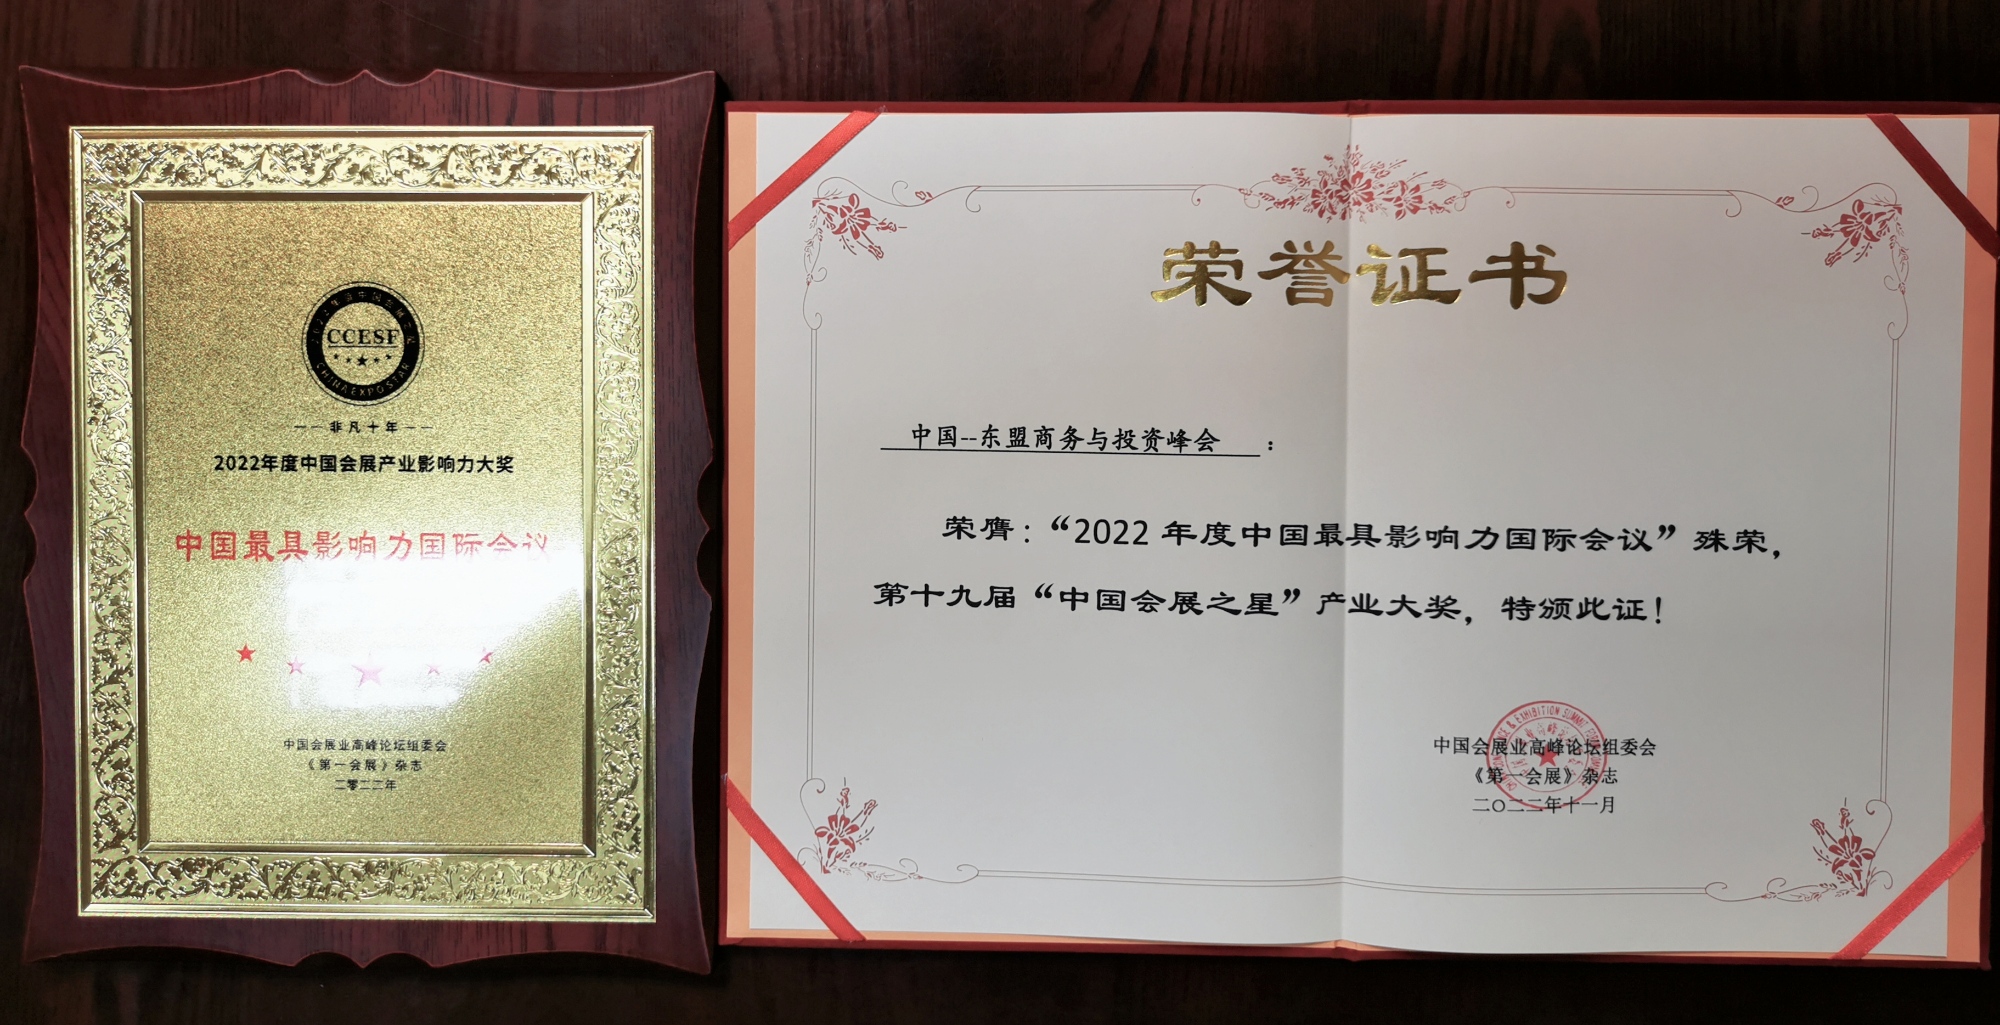 CCESF
CHINA EXPO STAR
非凡十年
2022年度中国会展产业影响力大奖
中国最具影响力国际会议
中国会展业高峰论坛组委会
《第一会展》杂志
二零二二年
荣誉证书
中国--东盟商务与投资峰会：
荣膺：“2022年度中国最具影响力国际会议”殊荣，
第十九届“中国会展之星”产业大奖，特颁此证！
中国会展业高峰论坛组委会
《第一会展》杂志
二〇二二年十一月